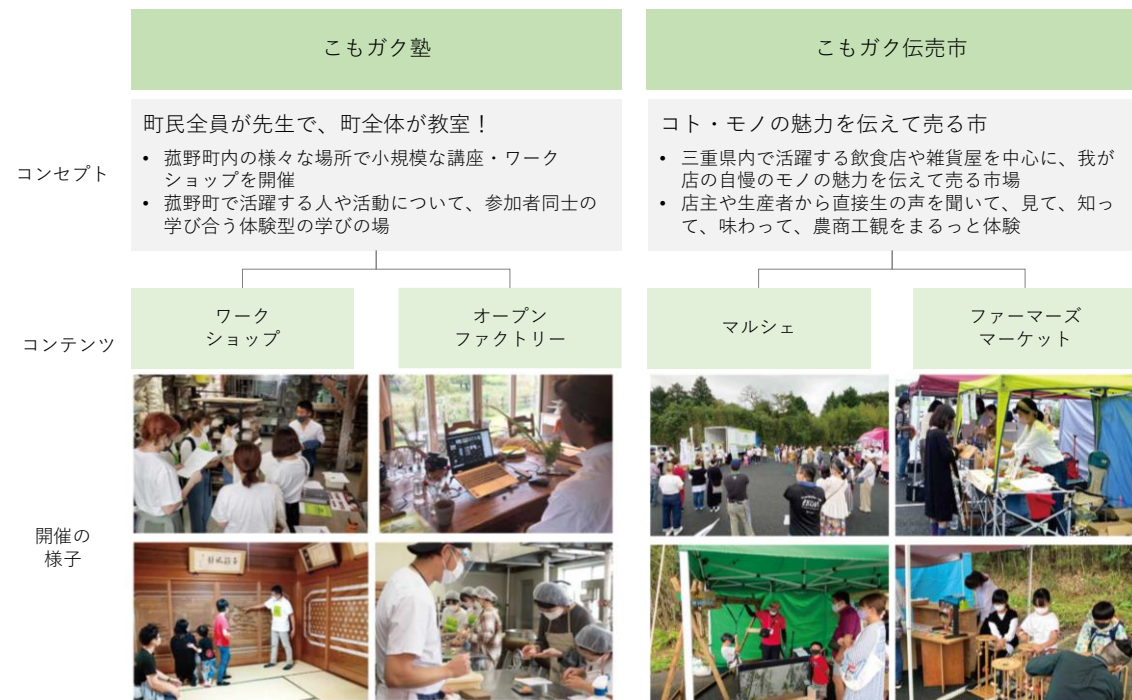 こもガク塾
こもガク伝売市
コンセプト
町民全員が先生で、町全体が教室！
• 菰野町内の様々な場所で小規模な講座・ワーク
ショップを開催
• 菰野町で活躍する人や活動について、参加者同士の
学び合う体験型の学びの場
コト・モノの魅力を伝えて売る市
• 三重県内で活躍する飲食店や雑貨屋を中心に、我が
店の自慢のモノの魅力を伝えて売る市場
• 店主や生産者から直接生の声を聞いて、見て、知っ
て、味わって、農商工観をまるっと体験
コンテンツ
ワーク
ショップ
オープン
ファクトリー
マルシェ
ファーマーズ
マーケット
開催の
様子